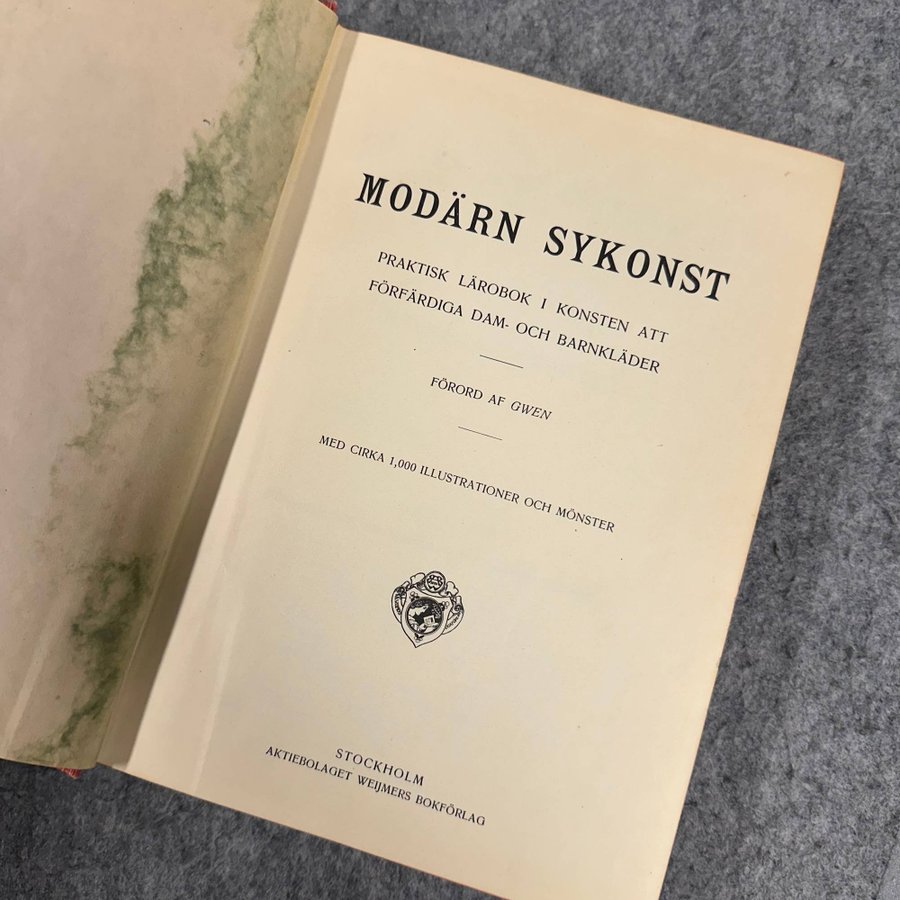 MODÄRN SYKONST
PRAKTISK LÄROBOK I KONSTEN ATT
FÖRFÄRDIGA DAM- OCH BARNKLÄDER
FÖRORD AF GWEN
MED CIRKA 1,000 ILLUSTRATIONER OCH MÖNSTER
STOCKHOLM
AKTIEBOLAGET WEIJMERS BOKFÖRLAG